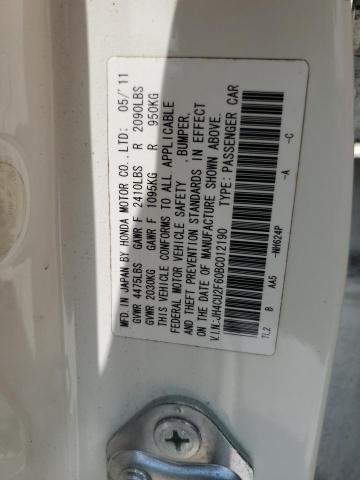 MFD. IN JAPAN BY HONDA MOTOR CO., LTD: 05/'11
GVWR 4475LBS GAWR F 2410LBS R 2090LBS
GVWR 2030KG GAWR F 1095KG R 950KG
THIS VEHICLE CONFORMS TO ALL APPLICABLE
FEDERAL MOTOR VEHICLE SAFETY , BUMPER,
AND THEFT PREVENTION STANDARDS IN EFFECT
ON THE DATE OF MANUFACTURE SHOWN ABOVE.
V.I.N:JH4CU2F60BC012190 TYPE: PASSENGER CAR
TL2 B AA5 -NH624P -A -C